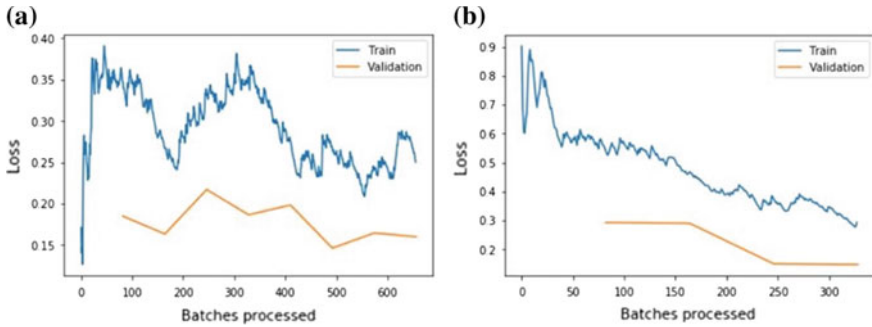 (a)
0.40
0.35
0.30
0.25
0.20
0.15
Loss
Train
Validation
0 100 200 300 400 500 600
Batches processed
(b)
0.9
0.8
0.7
0.6
0.5
0.4
0.3
0.2
Loss
Train
Validation
0 50 100 150 200 250 300
Batches processed